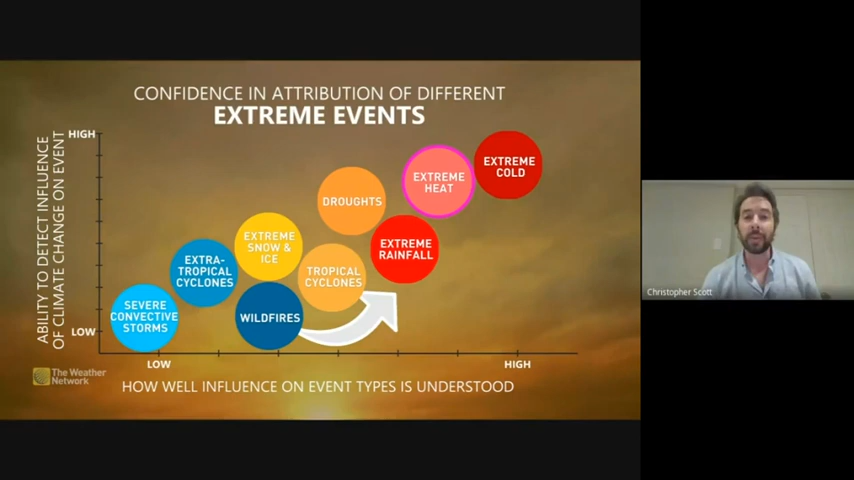 CONFIDENCE IN ATTRIBUTION OF DIFFERENT
EXTREME EVENTS
ABILITY TO DETECT INFLUENCE
OF CLIMATE CHANGE ON EVENT
HIGH
LOW
SEVERE
CONVECTIVE
STORMS
EXTRA-
TROPICAL
CYCLONES
EXTREME
SNOW &
ICE
WILDFIRES
TROPICAL
CYCLONES
DROUGHTS
EXTREME
RAINFALL
EXTREME
HEAT
EXTREME
COLD
LOW
HIGH
HOW WELL INFLUENCE ON EVENT TYPES IS UNDERSTOOD
The Weather
Network
Christopher Scott